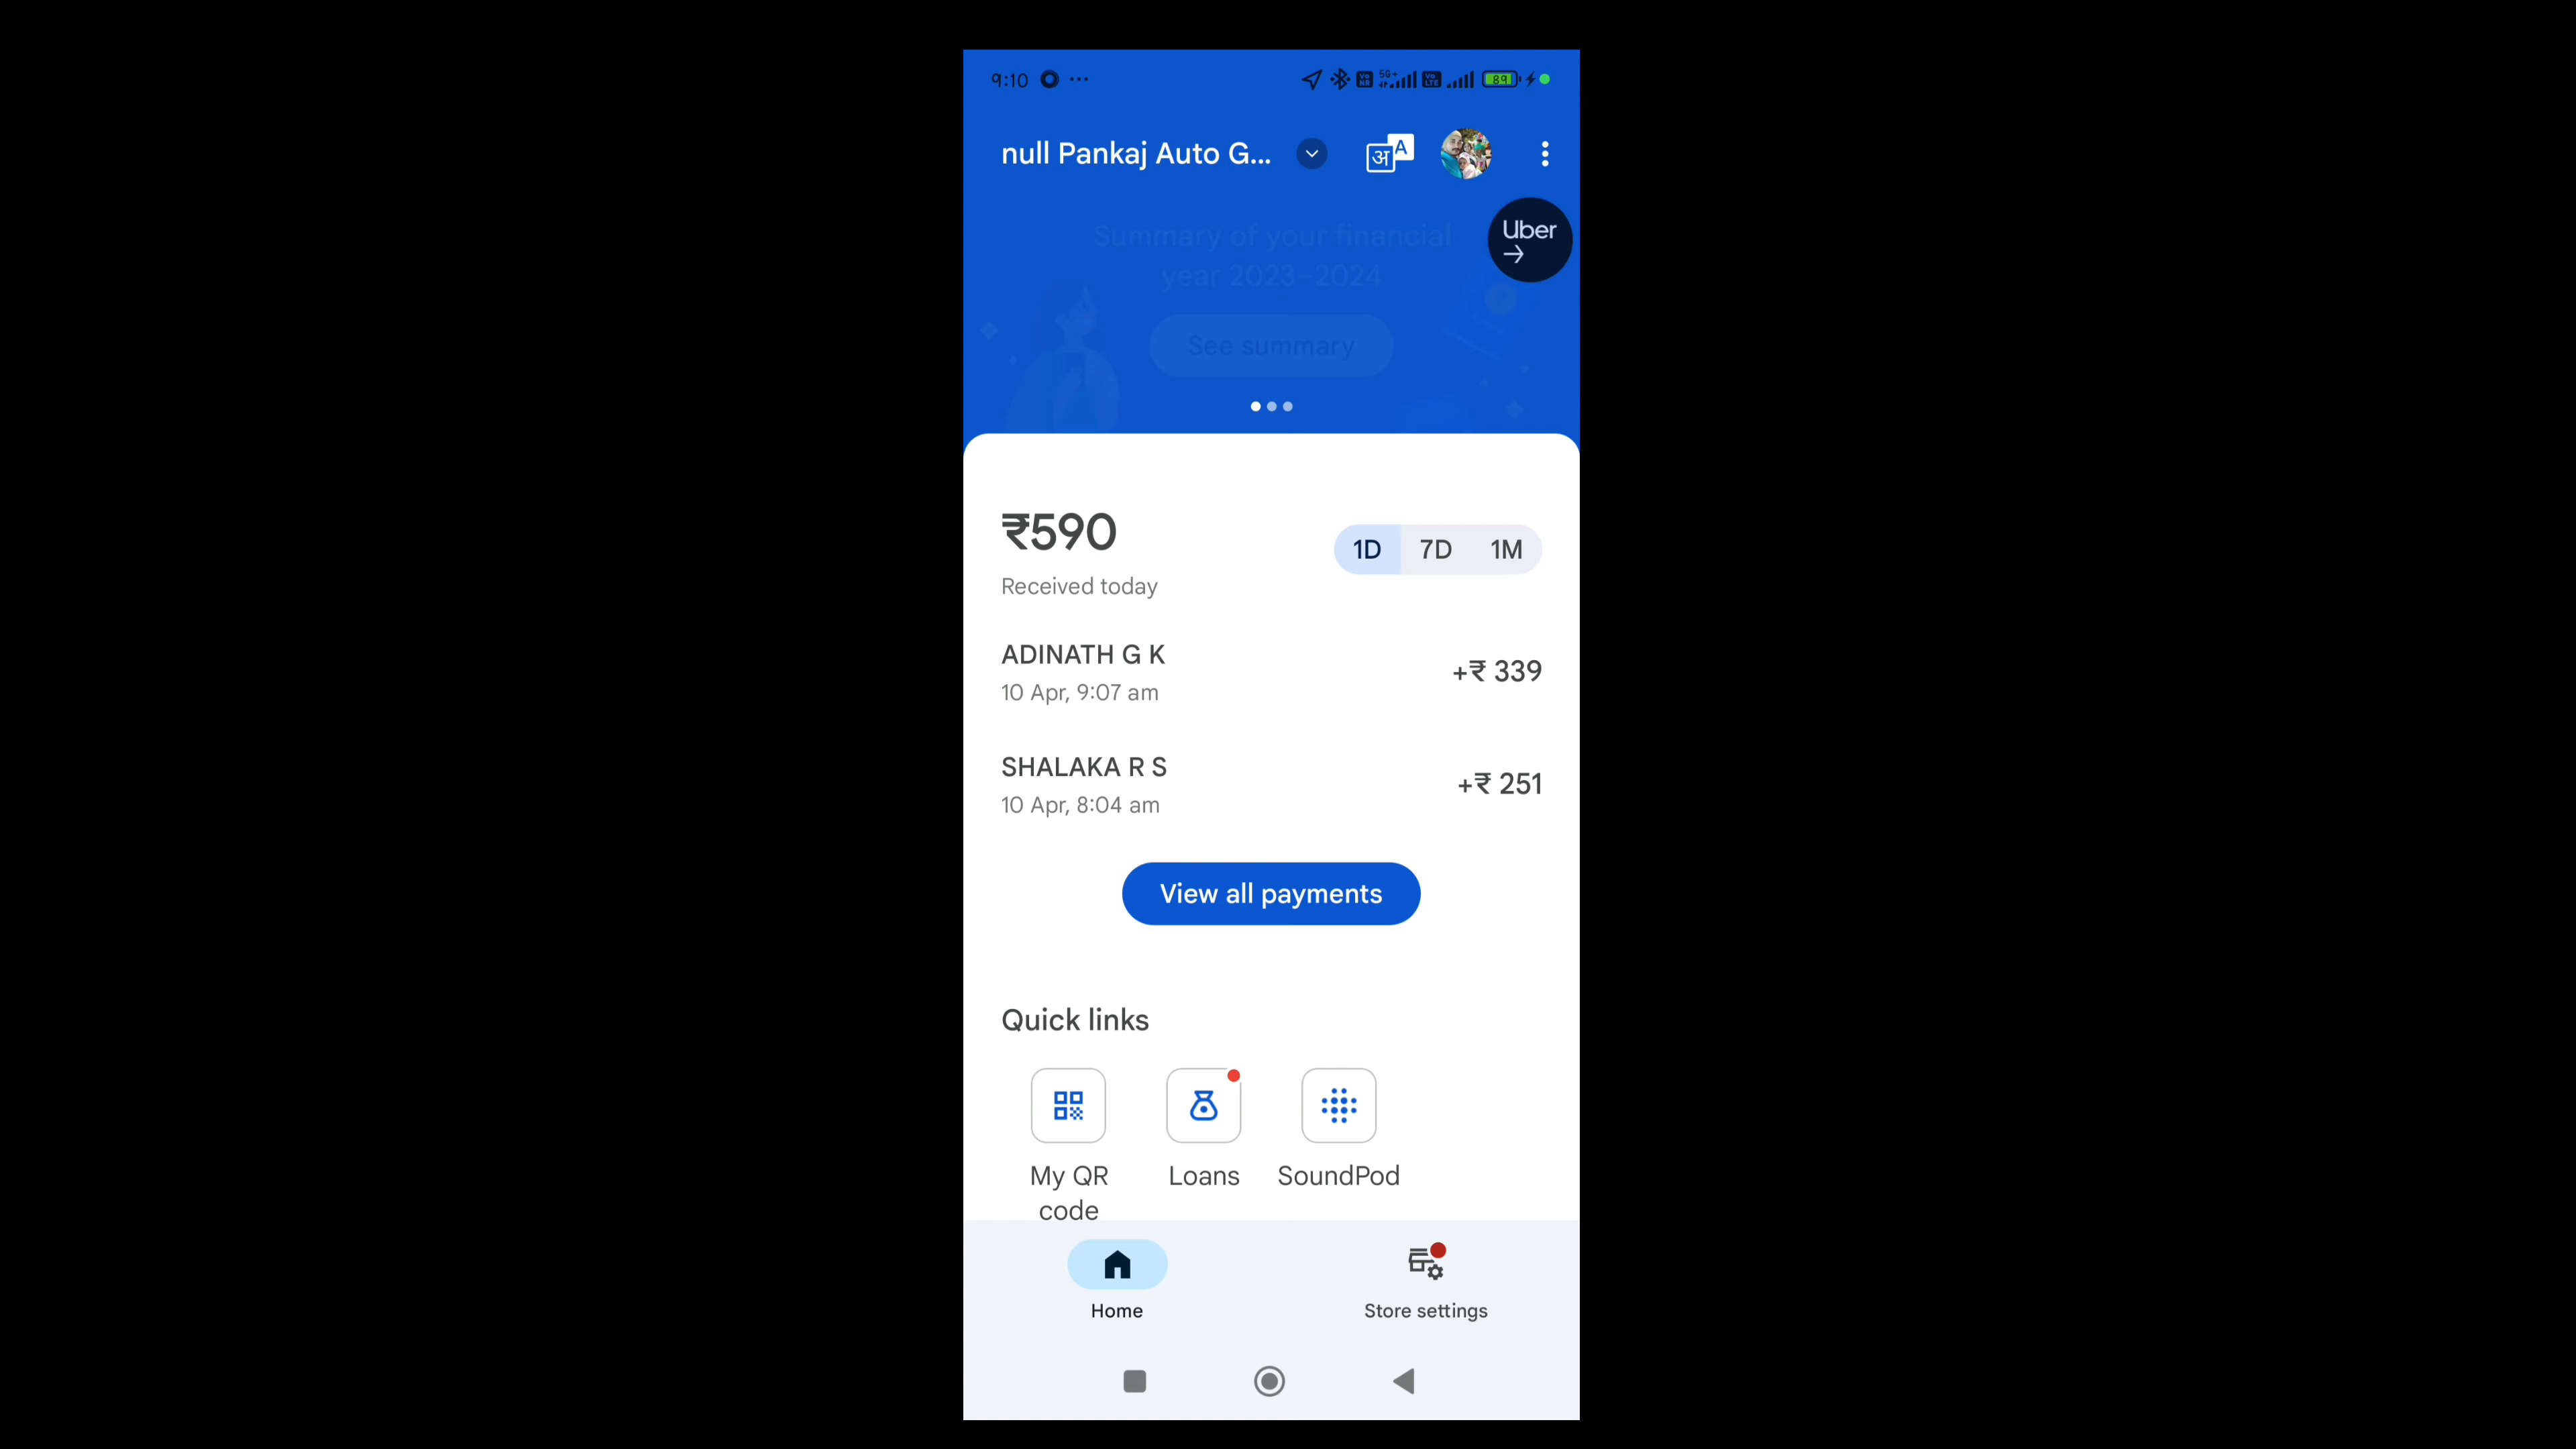 9:10
89
null Pankaj Auto G...
अ A
Uber
Summary of your financial
year 2023–2024
See summary
₹590
Received today
1D 7D 1M
ADINATH G K
10 Apr, 9:07 am
+₹ 339
SHALAKA R S
10 Apr, 8:04 am
+₹ 251
View all payments
Quick links
My QR
code
Loans
SoundPod
Home
Store settings